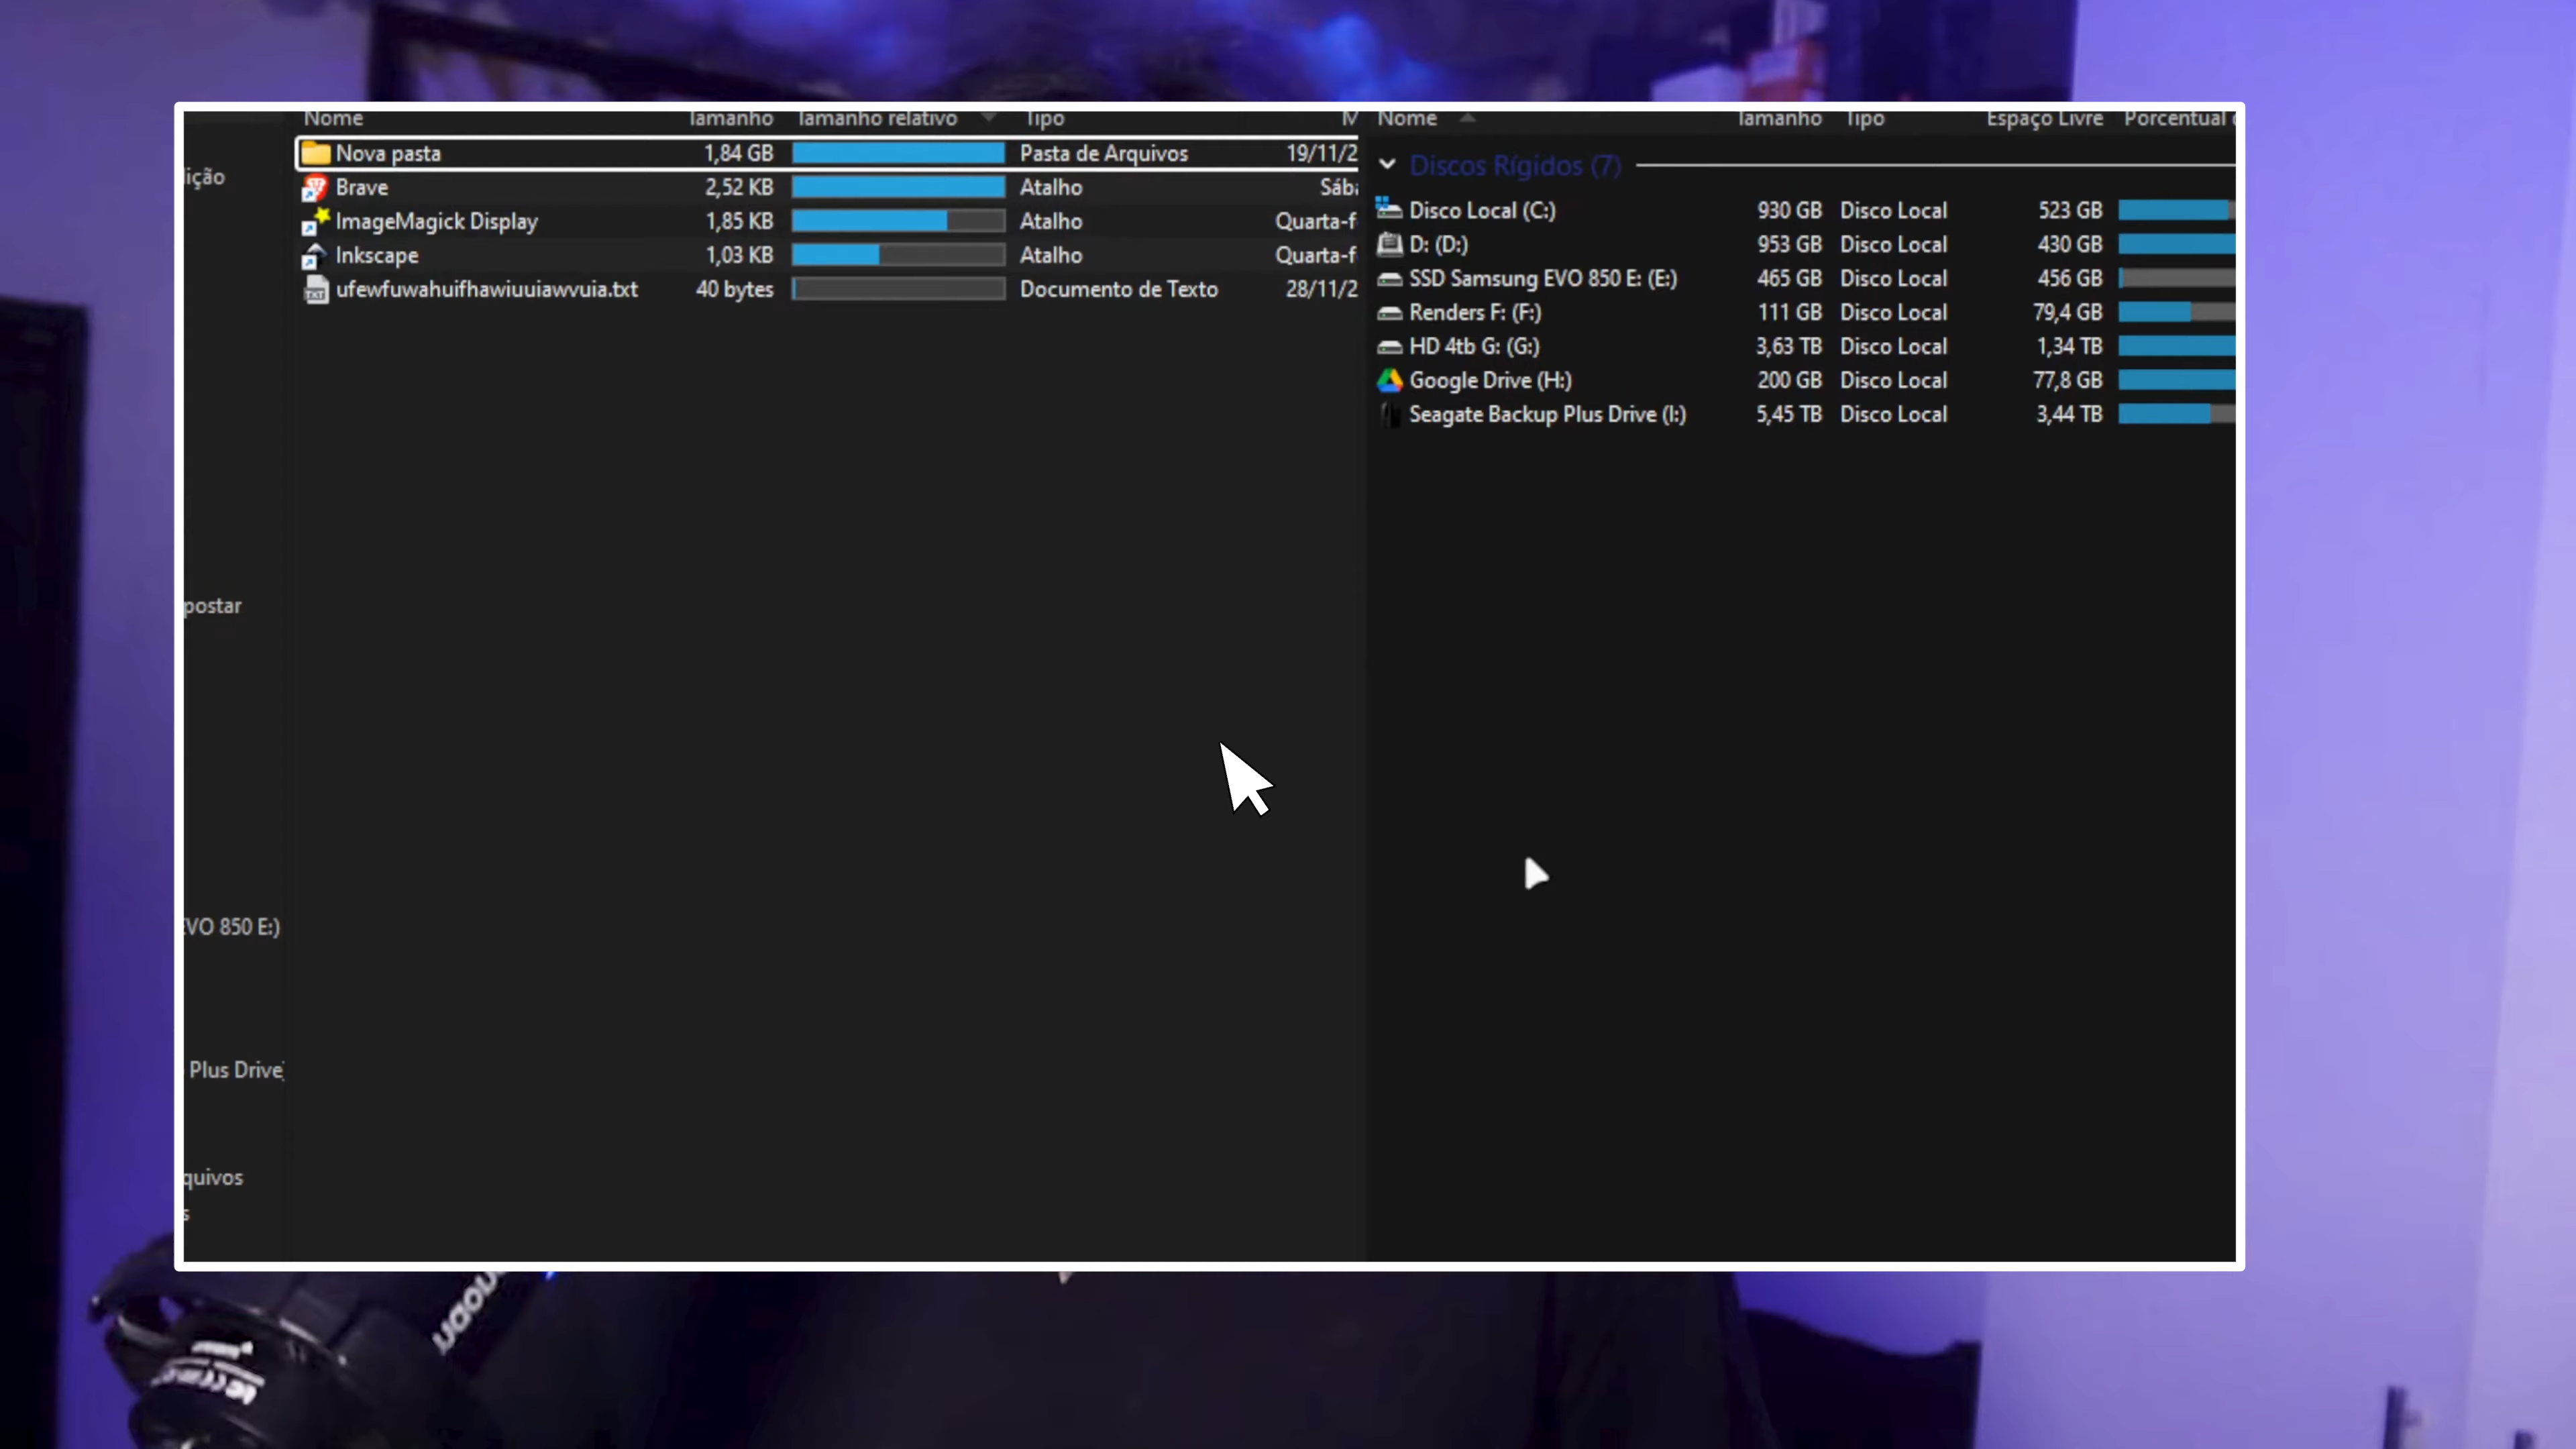 ição
postar
EVO 850 E:)
Plus Drive)
quivos
s
Nome Tamanho Tamanho relativo Tipo M
Nova pasta 1,84 GB Pasta de Arquivos 19/11/2
Brave 2,52 KB Atalho Sába
ImageMagick Display 1,85 KB Atalho Quarta-f
Inkscape 1,03 KB Atalho Quarta-f
ufewfuwahuifhawiuuiawvuia.txt 40 bytes Documento de Texto 28/11/2
Nome Tamanho Tipo Espaço Livre Porcentual
Discos Rígidos (7)
Disco Local (C:) 930 GB Disco Local 523 GB
D: (D:) 953 GB Disco Local 430 GB
SSD Samsung EVO 850 E: (E:) 465 GB Disco Local 456 GB
Renders F: (F:) 111 GB Disco Local 79,4 GB
HD 4tb G: (G:) 3,63 TB Disco Local 1,34 TB
Google Drive (H:) 200 GB Disco Local 77,8 GB
Seagate Backup Plus Drive (I:) 5,45 TB Disco Local 3,44 TB